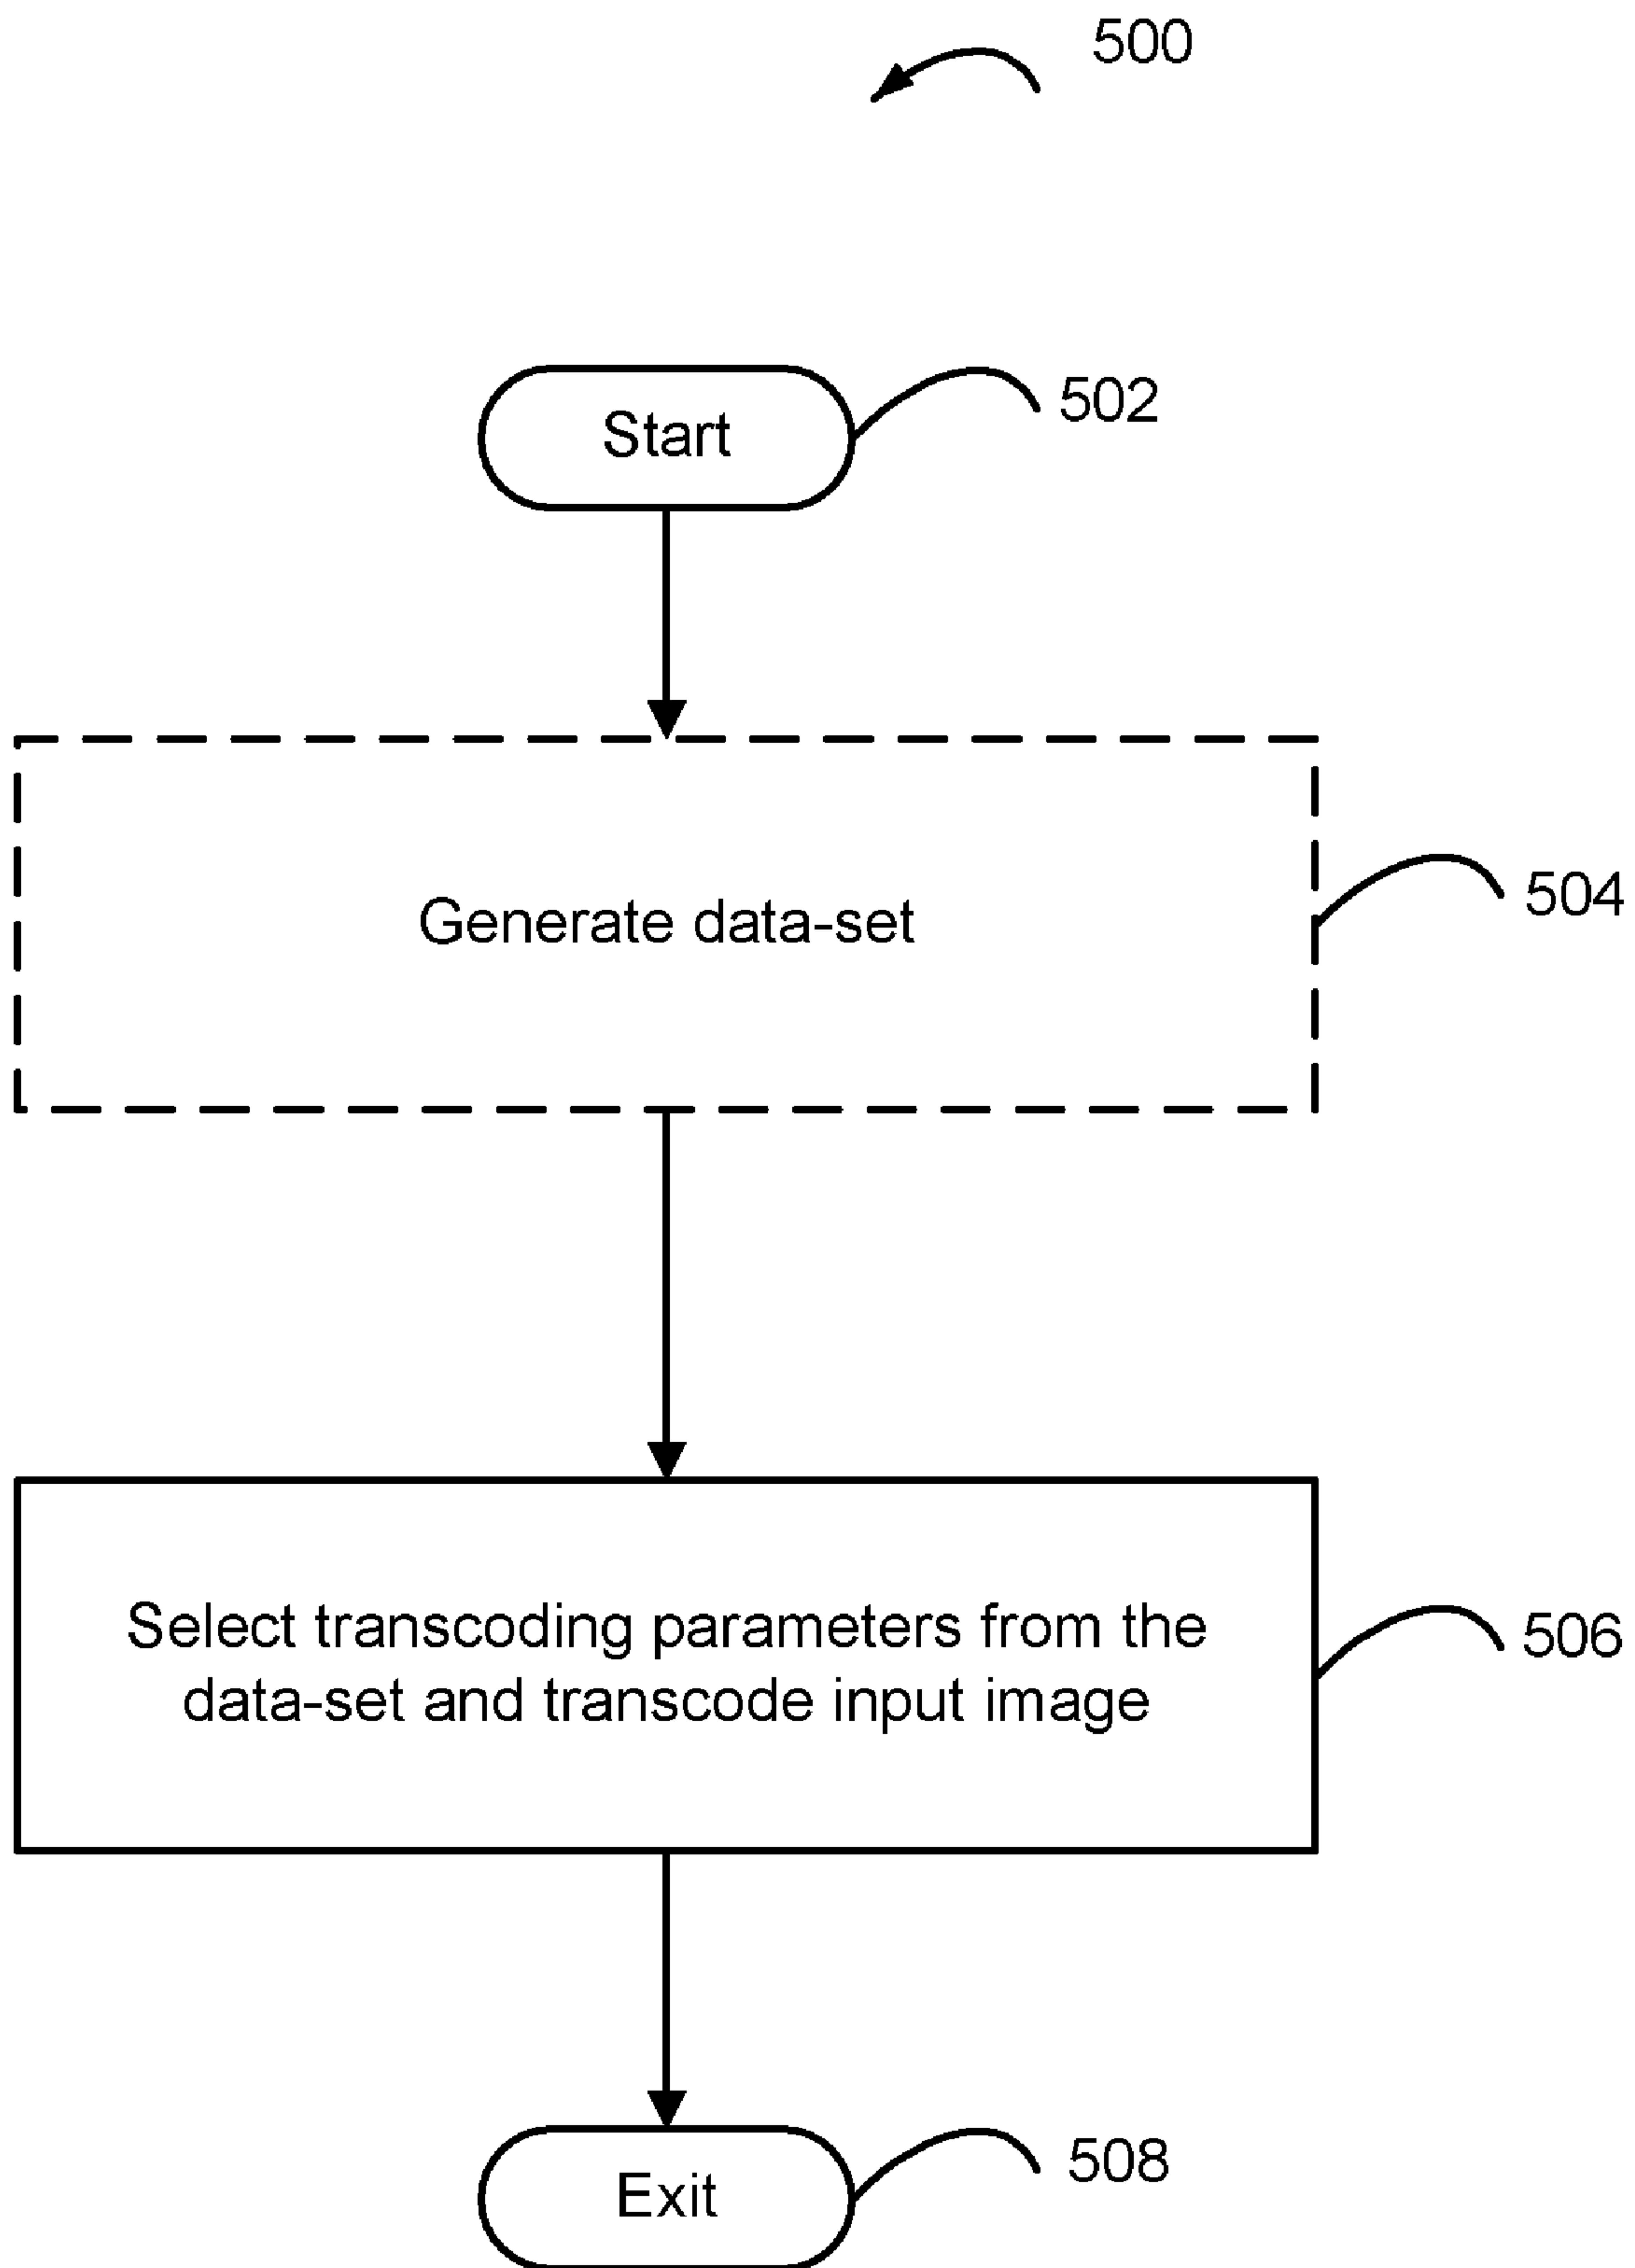 500
Start
502
Generate data-set
504
Select transcoding parameters from the
data-set and transcode input image
506
Exit
508